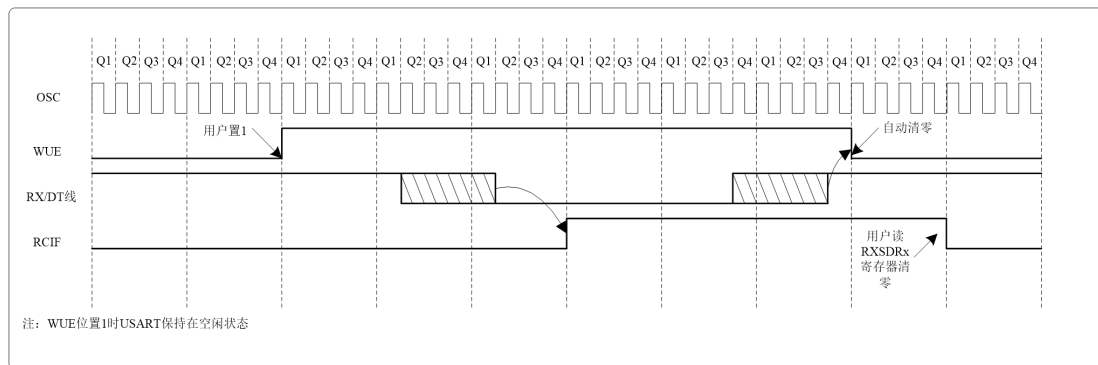 Q1 Q2 Q3 Q4 Q1 Q2 Q3 Q4 Q1 Q2 Q3 Q4 Q1 Q2 Q3 Q4 Q1 Q2 Q3 Q4 Q1 Q2 Q3 Q4 Q1 Q2 Q3 Q4 Q1 Q2 Q3 Q4 Q1 Q2 Q3 Q4 Q1 Q2 Q3 Q4
OSC
用户置1
自动清零
WUE
RX/DT线
RCIF
用户读
RXSDRx
寄存器清
零
注：WUE位置1时USART保持在空闲状态